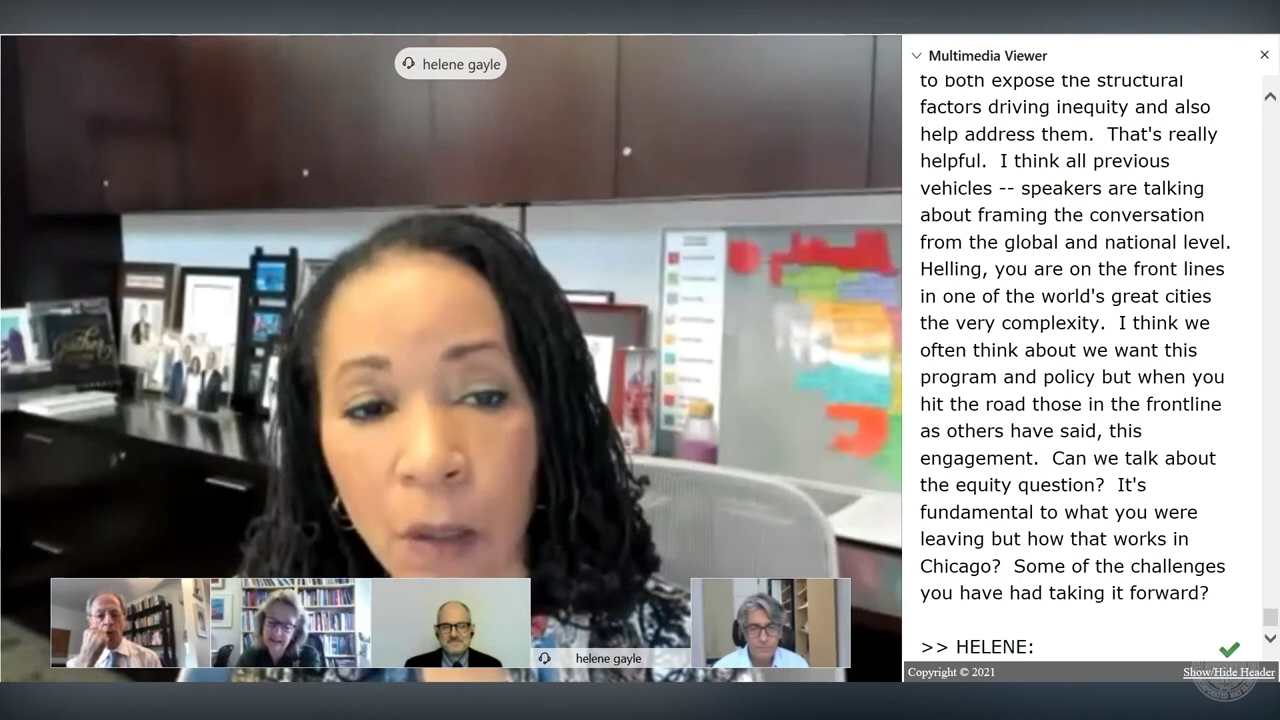 helene gayle
Multimedia Viewer
to both expose the structural
factors driving inequity and also
help address them.  That's really
helpful.  I think all previous
vehicles -- speakers are talking
about framing the conversation
from the global and national level.
Helling, you are on the front lines
in one of the world's great cities
the very complexity.  I think we
often think about we want this
program and policy but when you
hit the road those in the frontline
as others have said, this
engagement.  Can we talk about
the equity question?  It's
fundamental to what you were
leaving but how that works in
Chicago?  Some of the challenges
you have had taking it forward?
>> HELENE:
Copyright © 2021
Show/Hide Header
Gather
helene gayle